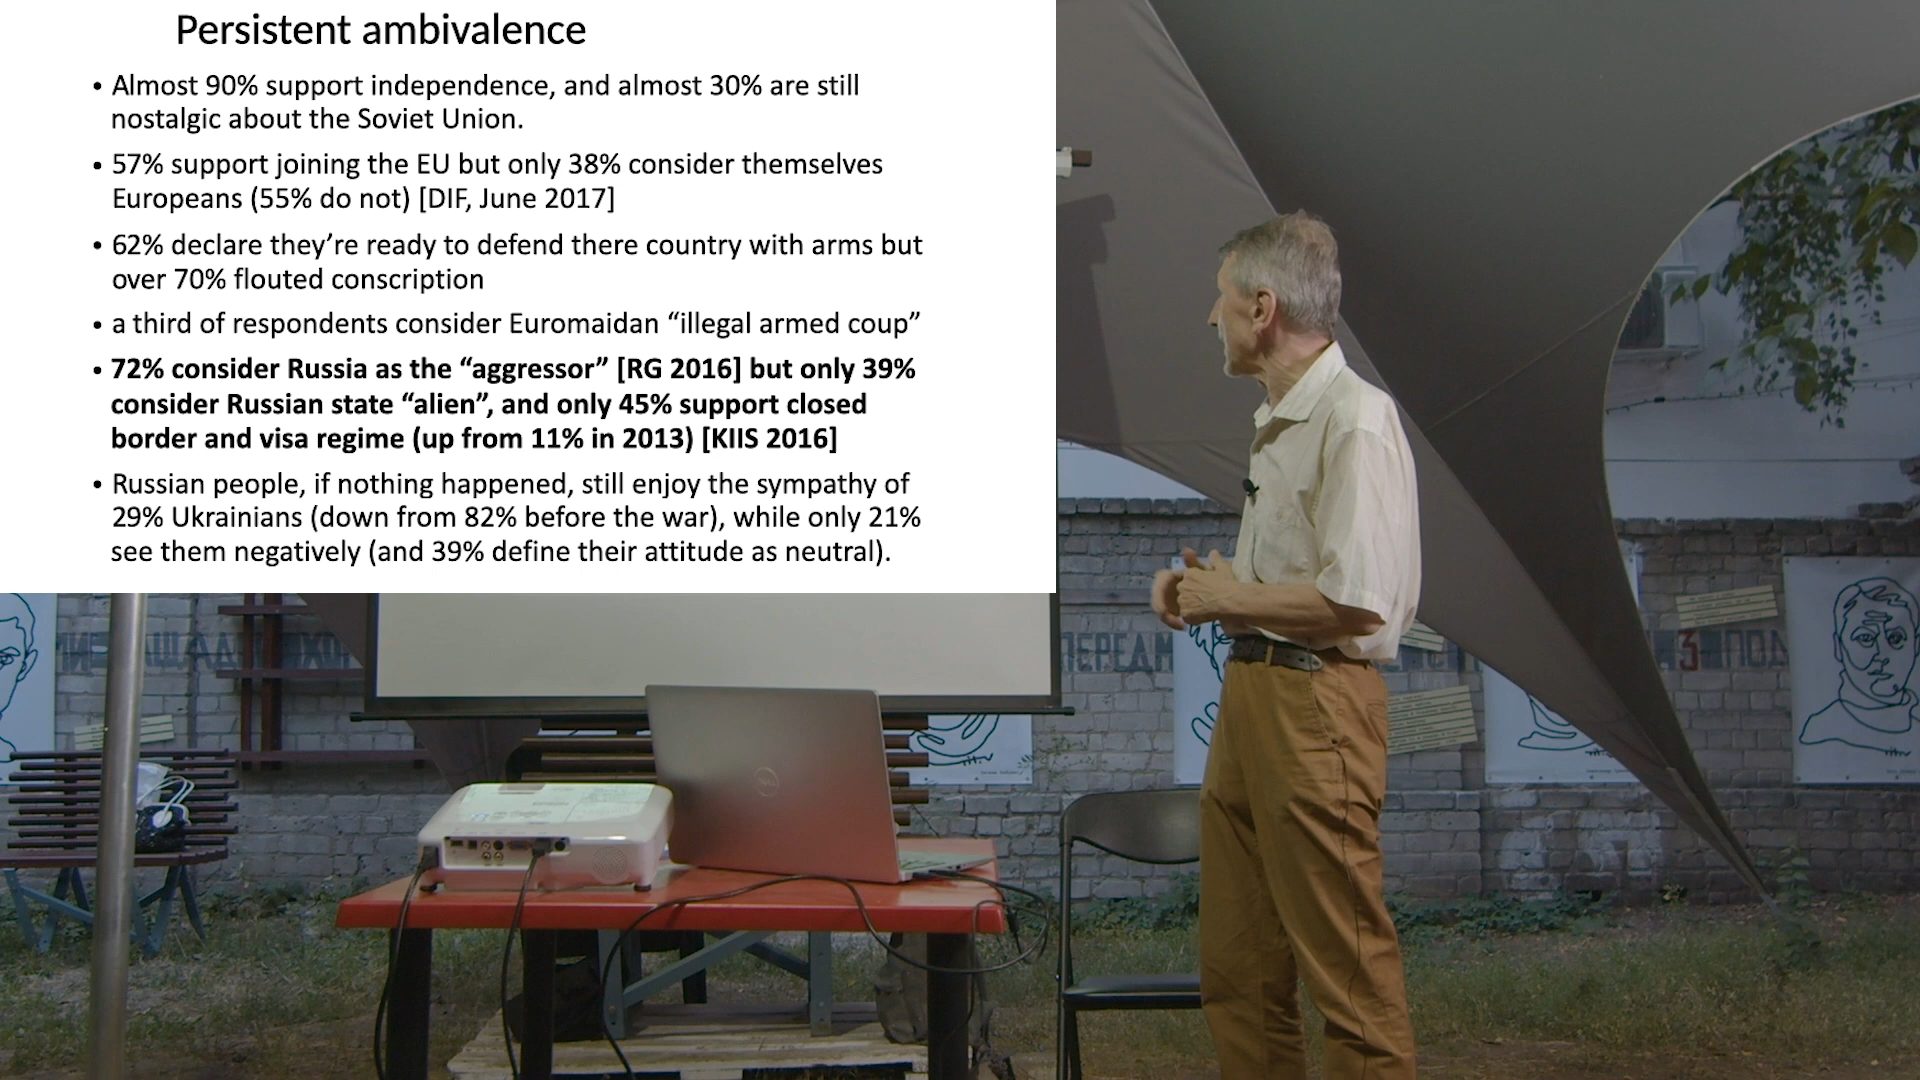 Persistent ambivalence
• Almost 90% support independence, and almost 30% are still
nostalgic about the Soviet Union.
• 57% support joining the EU but only 38% consider themselves
Europeans (55% do not) [DIF, June 2017]
• 62% declare they’re ready to defend there country with arms but
over 70% flouted conscription
• a third of respondents consider Euromaidan “illegal armed coup”
• 72% consider Russia as the “aggressor” [RG 2016] but only 39%
consider Russian state “alien”, and only 45% support closed
border and visa regime (up from 11% in 2013) [KIIS 2016]
• Russian people, if nothing happened, still enjoy the sympathy of
29% Ukrainians (down from 82% before the war), while only 21%
see them negatively (and 39% define their attitude as neutral).
DELL